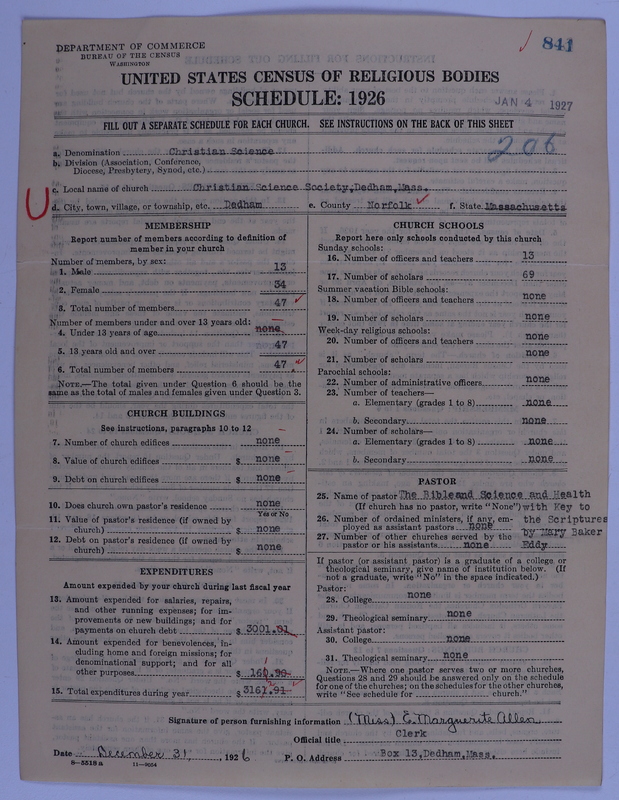 DEPARTMENT OF COMMERCE
BUREAU OF THE CENSUS
WASHINGTON
841
UNITED STATES CENSUS OF RELIGIOUS BODIES
SCHEDULE: 1926
JAN 4 1927
FILL OUT A SEPARATE SCHEDULE FOR EACH CHURCH. SEE INSTRUCTIONS ON THE BACK OF THIS SHEET
206
a. Denomination Christian Science
b. Division (Association, Conference,
Diocese, Presbytery, Synod, etc.)
c. Local name of church Christian Science Society, Dedham, Mass.
d. City, town, village, or township, etc. Dedham e. County Norfolk f. State Massachusetts
MEMBERSHIP
Report number of members according to definition of
member in your church
Number of members, by sex:
1. Male 13
2. Female 34
3. Total number of members 47
Number of members under and over 13 years old:
4. Under 13 years of age none
5. 13 years old and over 47
6. Total number of members 47
NOTE.—The total given under Question 6 should be the
same as the total of males and females given under Question 3.
CHURCH BUILDINGS
See instructions, paragraphs 10 to 12
7. Number of church edifices none
8. Value of church edifices $ none
9. Debt on church edifices $ none
10. Does church own pastor's residence none
Yes or No
11. Value of pastor's residence (if owned by
church) $ none
12. Debt on pastor's residence (if owned by
church) $ none
EXPENDITURES
Amount expended by your church during last fiscal year
13. Amount expended for salaries, repairs,
and other running expenses; for im-
provements or new buildings; and for
payments on church debt $ 3001.91
14. Amount expended for benevolences, in-
cluding home and foreign missions; for
denominational support; and for all
other purposes $ 160.00
15. Total expenditures during year $ 3161.91
CHURCH SCHOOLS
Report here only schools conducted by this church
Sunday schools:
16. Number of officers and teachers 13
17. Number of scholars 69
Summer vacation Bible schools:
18. Number of officers and teachers none
19. Number of scholars none
Week-day religious schools:
20. Number of officers and teachers none
21. Number of scholars none
Parochial schools:
22. Number of administrative officers none
23. Number of teachers—
a. Elementary (grades 1 to 8) none
b. Secondary none
24. Number of scholars—
a. Elementary (grades 1 to 8) none
b. Secondary none
PASTOR
25. Name of pastor The Bible and Science and Health
(If church has no pastor, write "None") with Key to
26. Number of ordained ministers, if any, em-
ployed as assistant pastors none the Scriptures
27. Number of other churches served by the by Mary Baker
pastor or his assistants none Eddy
If pastor (or assistant pastor) is a graduate of a college or
theological seminary, give name of institution below. (If
not a graduate, write "No" in the space indicated.)
Pastor:
28. College none
29. Theological seminary none
Assistant pastor:
30. College none
31. Theological seminary none
NOTE.—Where one pastor serves two or more churches,
Questions 28 and 29 should be answered only on the schedule
for one of the churches; on the schedules for the other churches,
write "See schedule for church."
Signature of person furnishing information (Miss) E. Marguerite Allen
Official title Clerk
Date December 31, 1926 P. O. Address Box 13, Dedham, Mass.
8—5518 a 11—9034